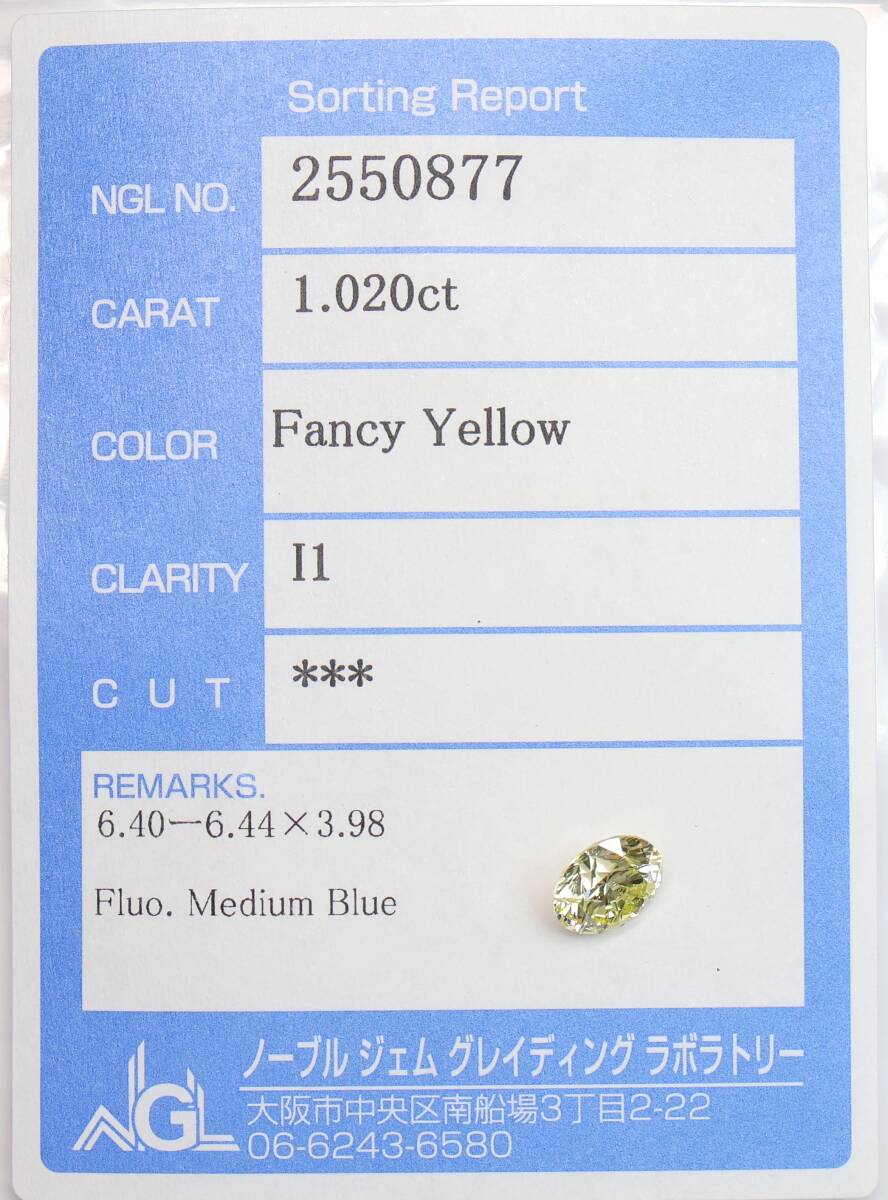 Sorting Report
NGL NO. 2550877
CARAT 1.020ct
COLOR Fancy Yellow
CLARITY I1
CUT ***
REMARKS.
6.40—6.44×3.98
Fluo. Medium Blue
NGL
ノーブル ジェム グレイディング ラボラトリー
大阪市中央区南船場3丁目2-22
06-6243-6580